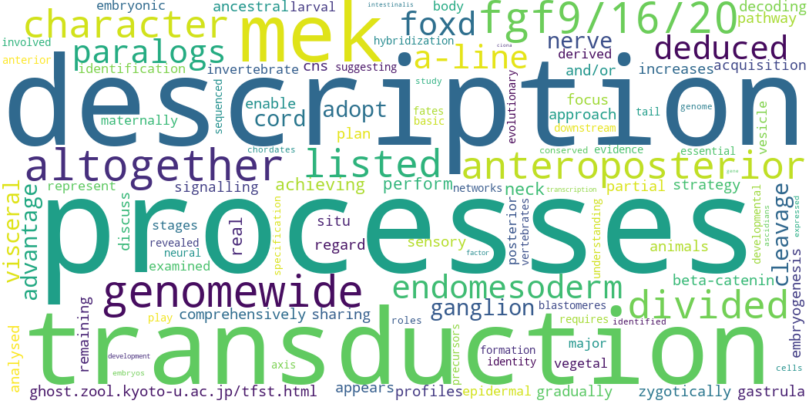 embryonic ancestral larval body intestinalis decoding
character mek foxd fgf9/16/20 pathway
involved paralogs hybridization a-line nerve derived deduced
anterior identification invertebrate cns suggesting and/or increases acquisition
description
maternally sequenced enable cord adopt plan study fates basic evolutionary focus approach downstream tail genome vesicle
chordates conserved evidence essential
altogether listed anteroposterior gene
visceral advantage represent signalling achieving perform networks neck transcription partial strategy cleavage
processes
discuss stages revealed neural examined real specification situ regard sensory factor posterior vertebrates understanding animals developmental ascidians expressed
genomewide endomesoderm beta-catenin embryogenesis
remaining play comprehensively sharing ganglion blastomeres requires divided
transduction
analysed development embryos axis roles precursors identified formation identity major vegetal cells
ghost.zool.kyoto-u.ac.jp/tfst.html appears profiles epidermal gradually zygotically gastrula
ciona